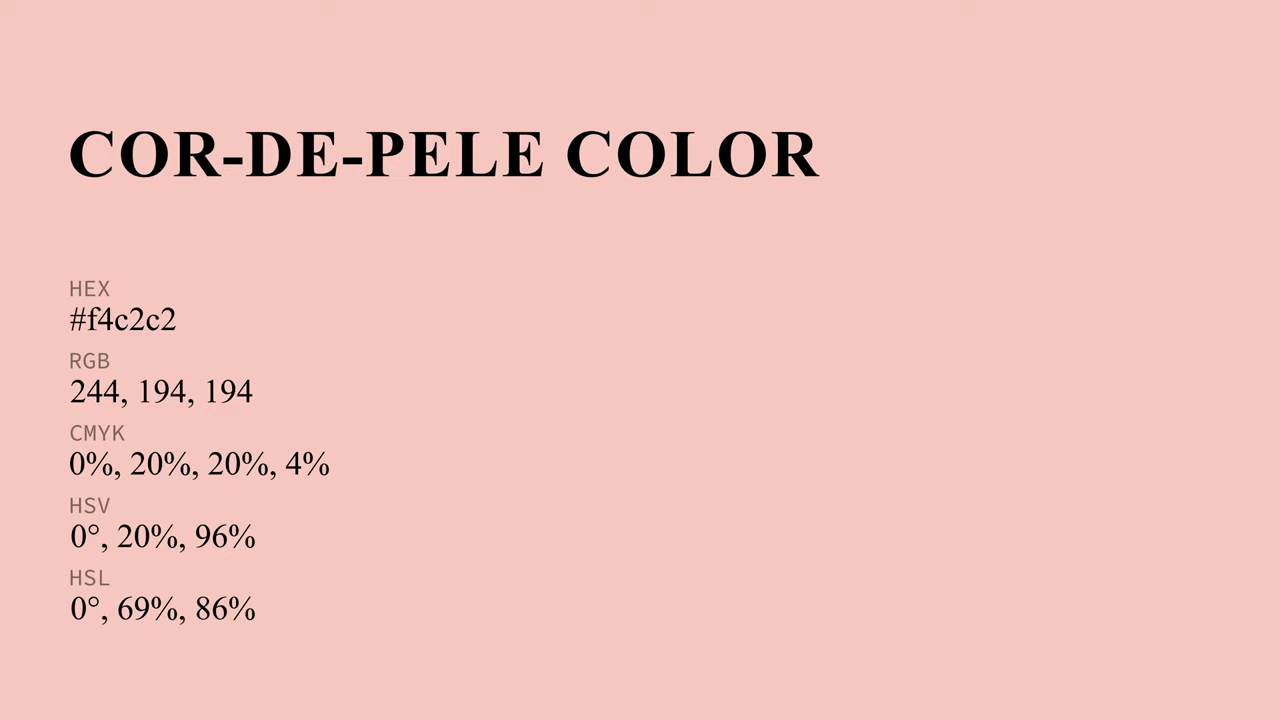 COR-DE-PELE COLOR
HEX
#f4c2c2
RGB
244, 194, 194
CMYK
0%, 20%, 20%, 4%
HSV
0°, 20%, 96%
HSL
0°, 69%, 86%